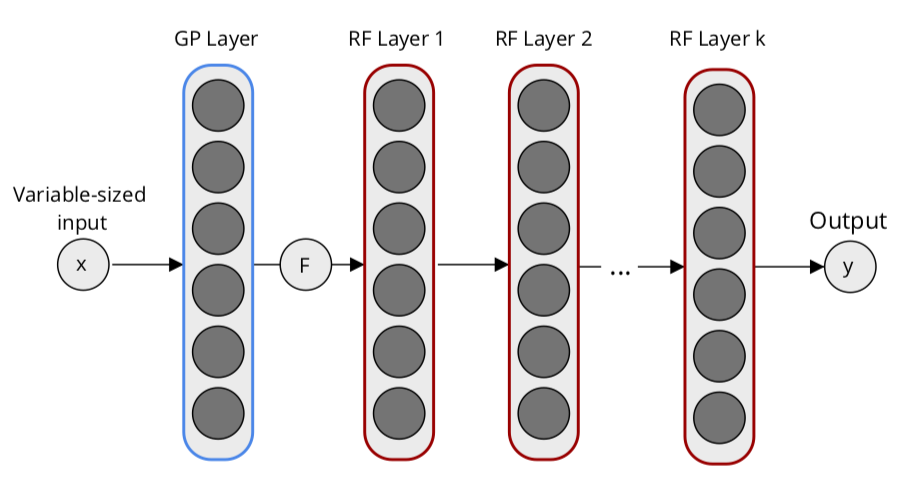 GP Layer
RF Layer 1
RF Layer 2
RF Layer k
Variable-sized
input
x
F
...
Output
y